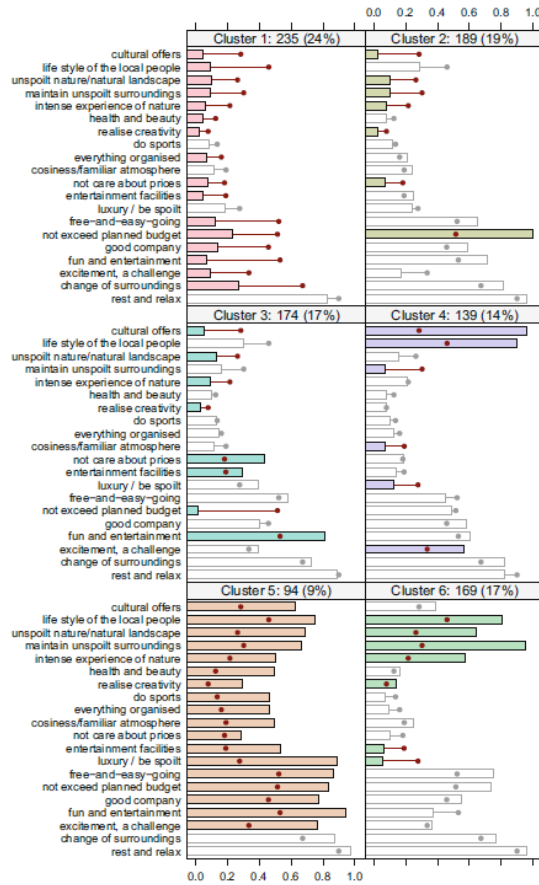 0.0 0.2 0.4 0.6 0.8 1.0
Cluster 1: 235 (24%) Cluster 2: 189 (19%)
cultural offers
life style of the local people
unspoilt nature/natural landscape
maintain unspoilt surroundings
intense experience of nature
health and beauty
realise creativity
do sports
everything organised
cosiness/familiar atmosphere
not care about prices
entertainment facilities
luxury / be spoilt
free-and-easy-going
not exceed planned budget
good company
fun and entertainment
excitement, a challenge
change of surroundings
rest and relax
Cluster 3: 174 (17%) Cluster 4: 139 (14%)
cultural offers
life style of the local people
unspoilt nature/natural landscape
maintain unspoilt surroundings
intense experience of nature
health and beauty
realise creativity
do sports
everything organised
cosiness/familiar atmosphere
not care about prices
entertainment facilities
luxury / be spoilt
free-and-easy-going
not exceed planned budget
good company
fun and entertainment
excitement, a challenge
change of surroundings
rest and relax
Cluster 5: 94 (9%) Cluster 6: 169 (17%)
cultural offers
life style of the local people
unspoilt nature/natural landscape
maintain unspoilt surroundings
intense experience of nature
health and beauty
realise creativity
do sports
everything organised
cosiness/familiar atmosphere
not care about prices
entertainment facilities
luxury / be spoilt
free-and-easy-going
not exceed planned budget
good company
fun and entertainment
excitement, a challenge
change of surroundings
rest and relax
0.0 0.2 0.4 0.6 0.8 1.0